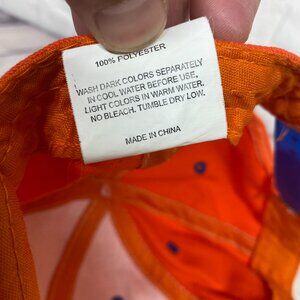 100% POLYESTER
WASH DARK COLORS SEPARATELY
IN COOL WATER BEFORE USE,
LIGHT COLORS IN WARM WATER.
NO BLEACH. TUMBLE DRY LOW.
MADE IN CHINA